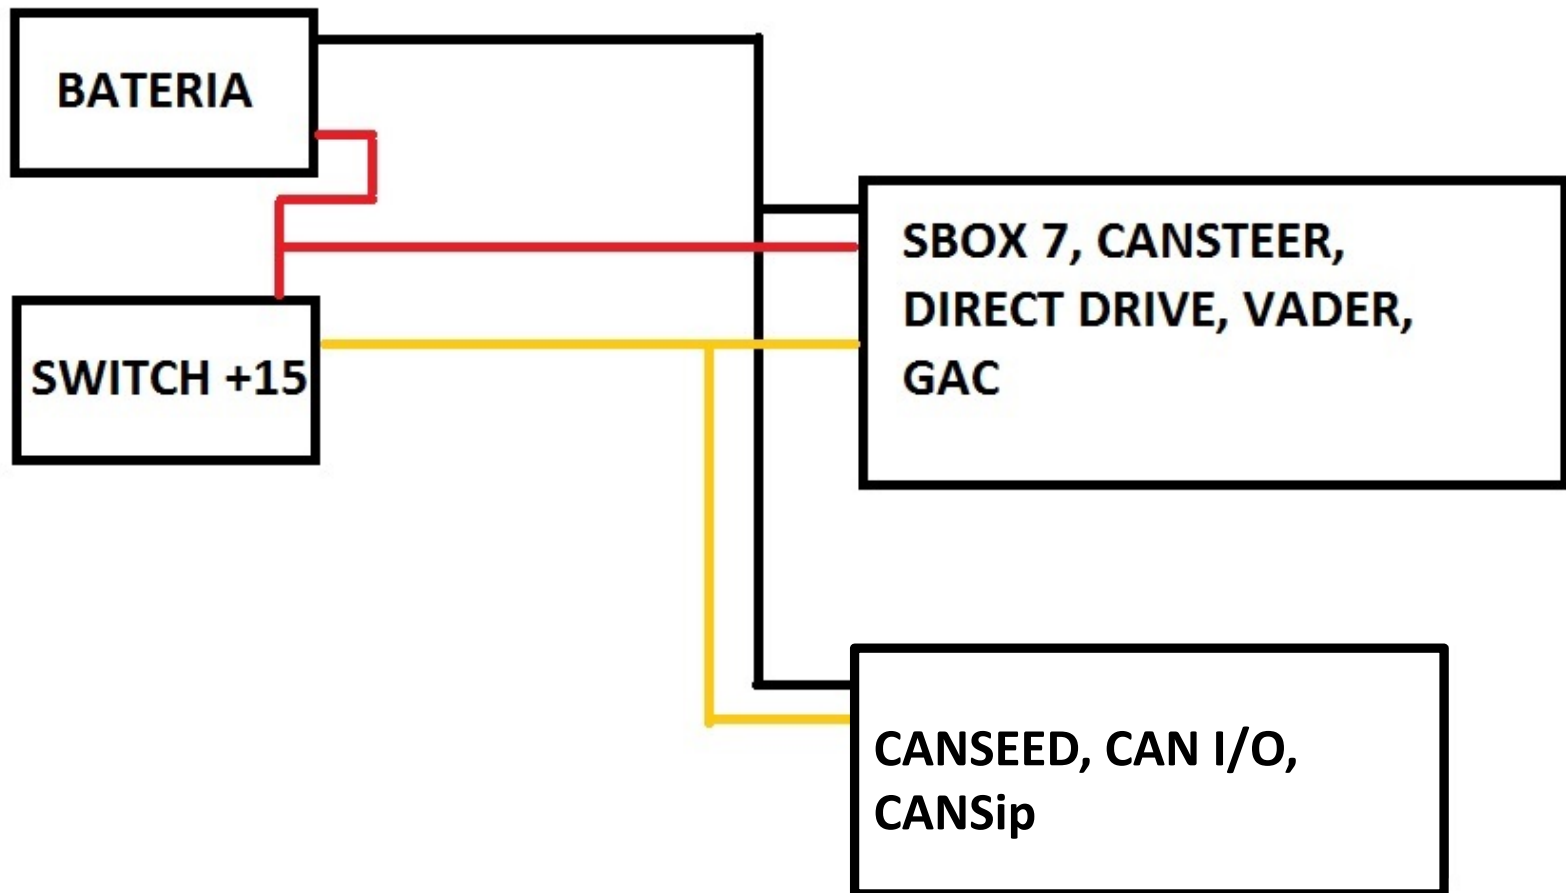 BATERIA
SBOX 7, CANSTEER,
DIRECT DRIVE, VADER,
GAC
SWITCH +15
CANSEED, CAN I/O,
CANSip